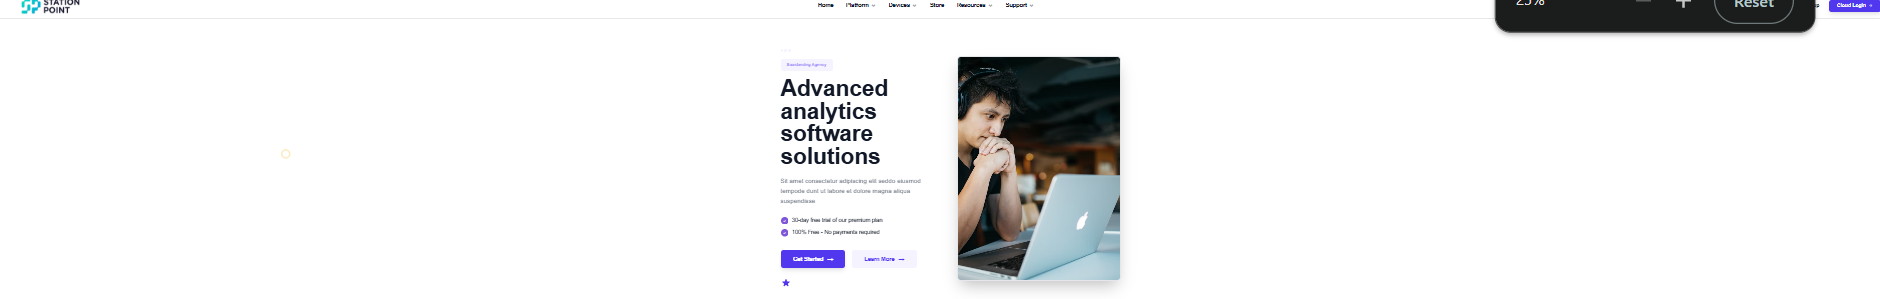 STATION
POINT
Home Platform Devices Store Resources Support
25%
Reset
Cloud Login
Bassbanding Agency
Advanced
analytics
software
solutions
Sit amet consectetur adipiscing elit seddo eiusmod
tempode dunt ut labore et dolore magna aliqua
suspendisse
30-day free trial of our premium plan
100% Free - No payments required
Get Started → Learn More →